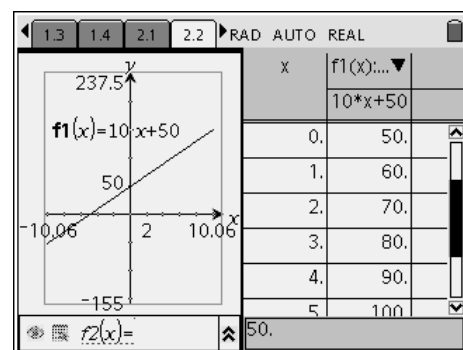 1.3 1.4 2.1 2.2 RAD AUTO REAL
y
237.5
f1(x)=10·x+50
50
-10.06 2 10.06 x
-155
f2(x)=
x f1(x):...▼
10*x+50
0. 50.
1. 60.
2. 70.
3. 80.
4. 90.
5. 100.
50.